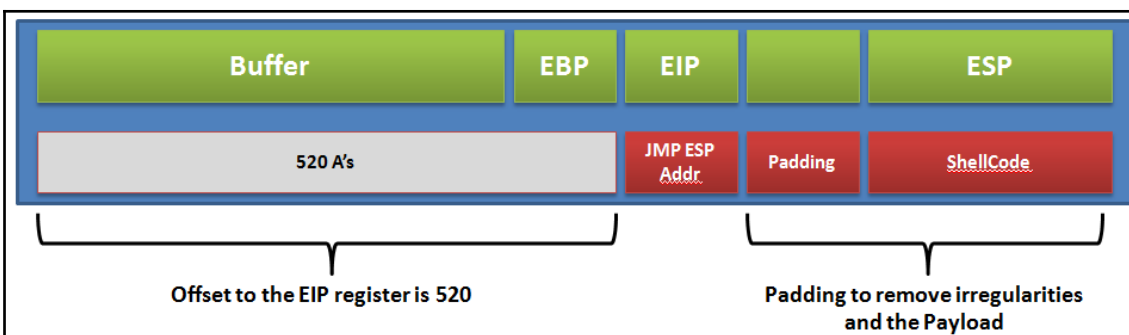 Buffer EBP EIP ESP
520 A's JMP ESP Addr Padding ShellCode
Offset to the EIP register is 520
Padding to remove irregularities
and the Payload